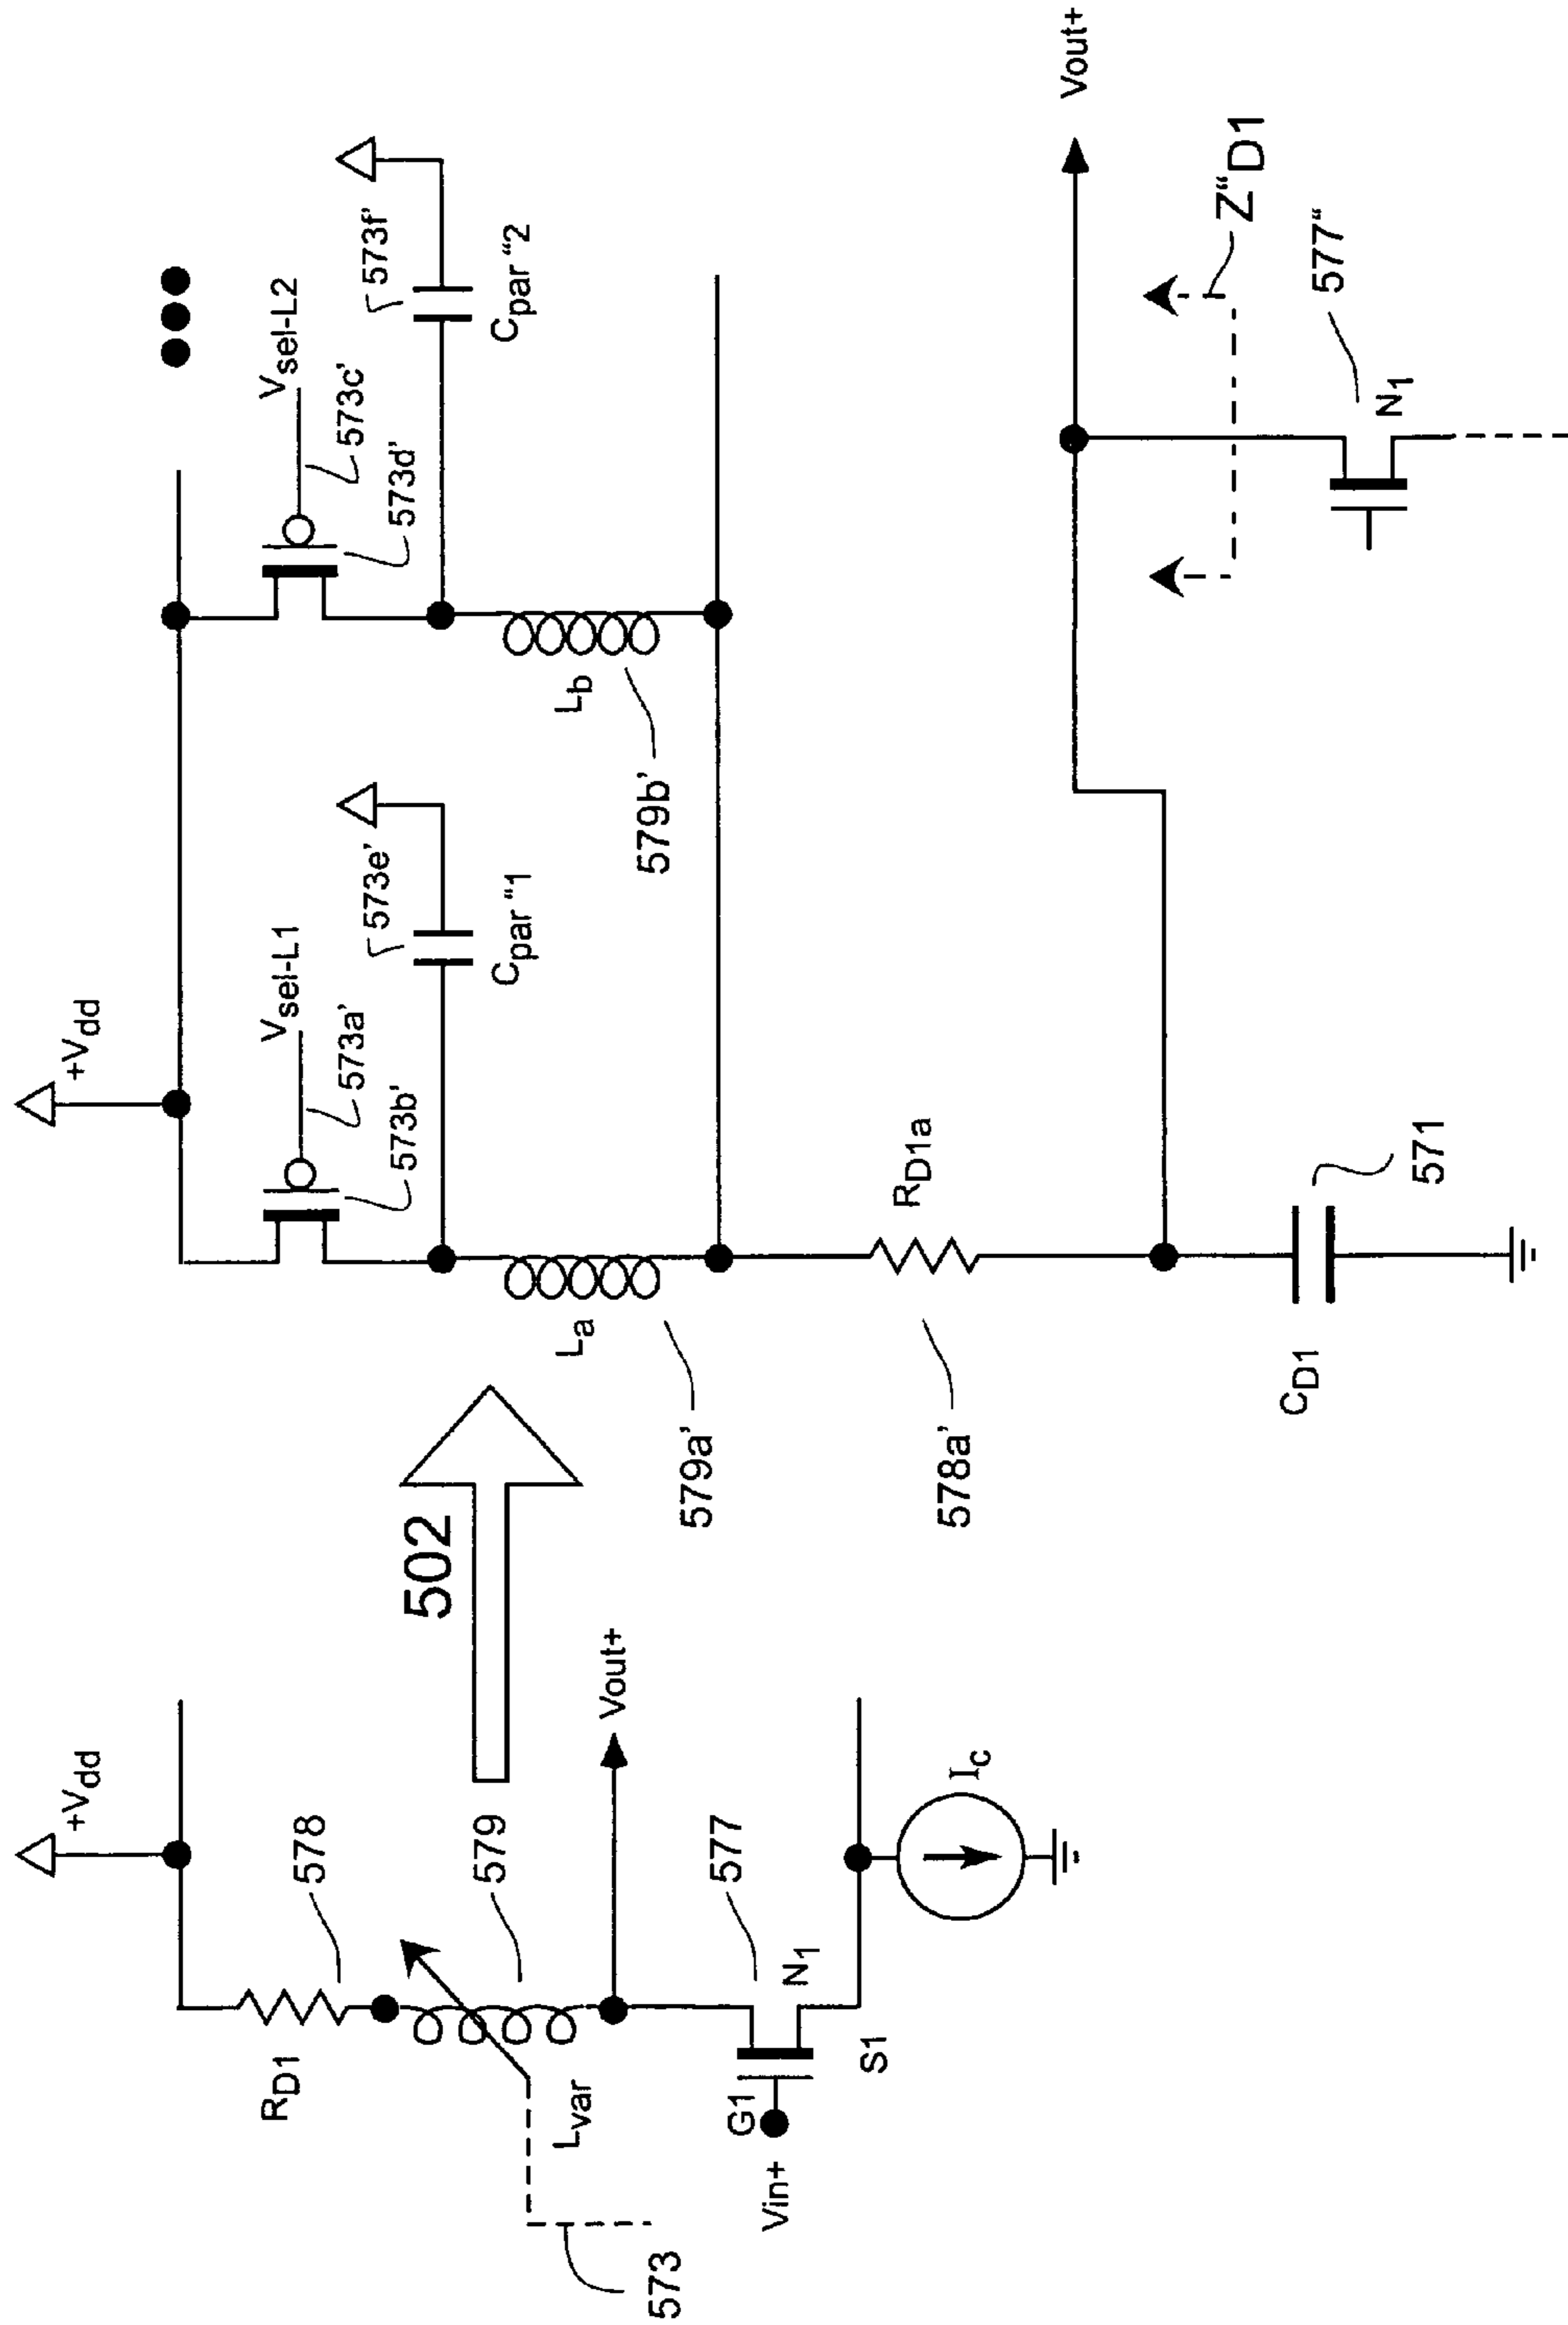 +Vdd
578
RD1
579
Lvar
573
Vout+
G1
Vin+
577
N1
S1
Ic
502
+Vdd
Vsel-L1
573a'
573b'
573e'
Cpar"1
La
579a'
Vsel-L2
573c'
573d'
573f'
Cpar"2
Lb
579b'
RD1a
578a'
CD1
571
Vout+
Z"D1
577"
N1